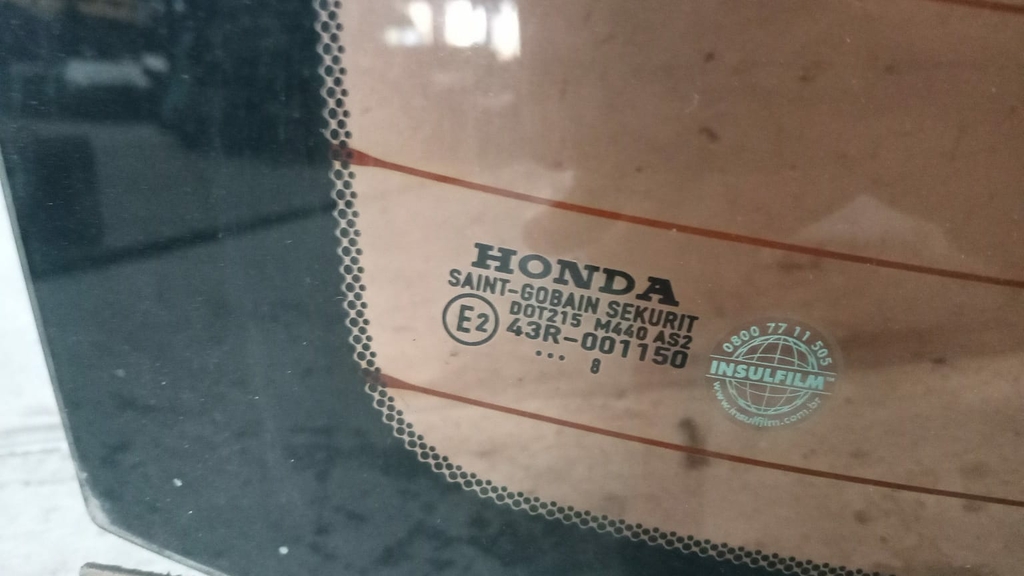 HONDA
SAINT-GOBAIN SEKURIT
DOT215 M440 AS2
E2 43R-001150
... 8
0800 77 11 505
INSULFILM™
www.insulfilm.com.br